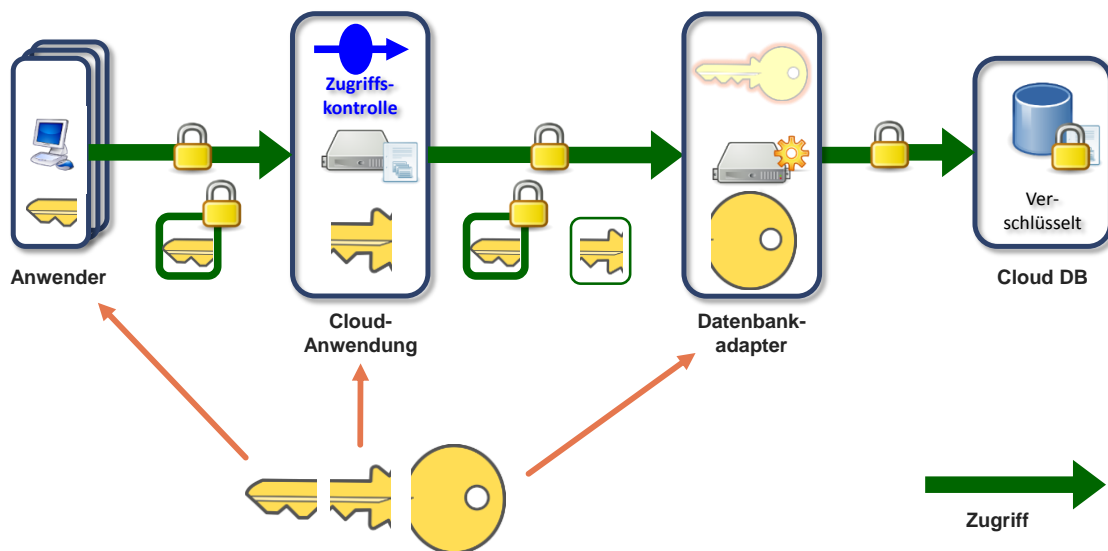 Zugriffs-
kontrolle
Ver-
schlüsselt
Anwender
Cloud-
Anwendung
Datenbank-
adapter
Cloud DB
Zugriff